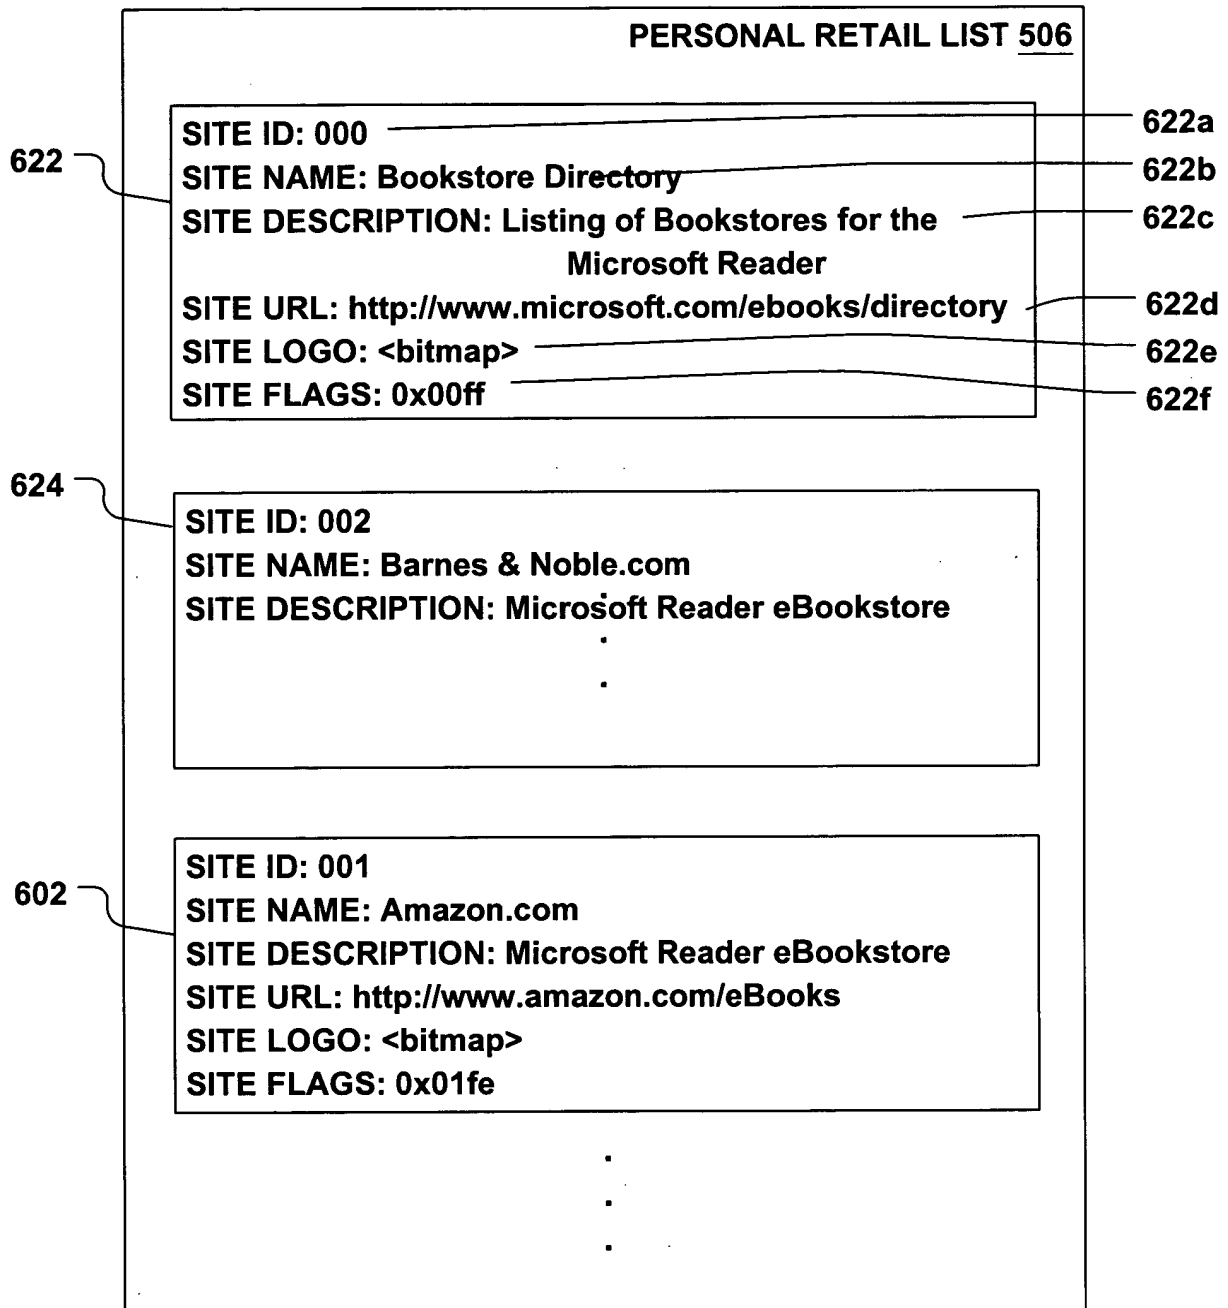 PERSONAL RETAIL LIST 506
622
SITE ID: 000
622a
SITE NAME: Bookstore Directory
622b
SITE DESCRIPTION: Listing of Bookstores for the
622c
Microsoft Reader
SITE URL: http://www.microsoft.com/ebooks/directory
622d
SITE LOGO: <bitmap>
622e
SITE FLAGS: 0x00ff
622f
624
SITE ID: 002
SITE NAME: Barnes & Noble.com
SITE DESCRIPTION: Microsoft Reader eBookstore
602
SITE ID: 001
SITE NAME: Amazon.com
SITE DESCRIPTION: Microsoft Reader eBookstore
SITE URL: http://www.amazon.com/eBooks
SITE LOGO: <bitmap>
SITE FLAGS: 0x01fe